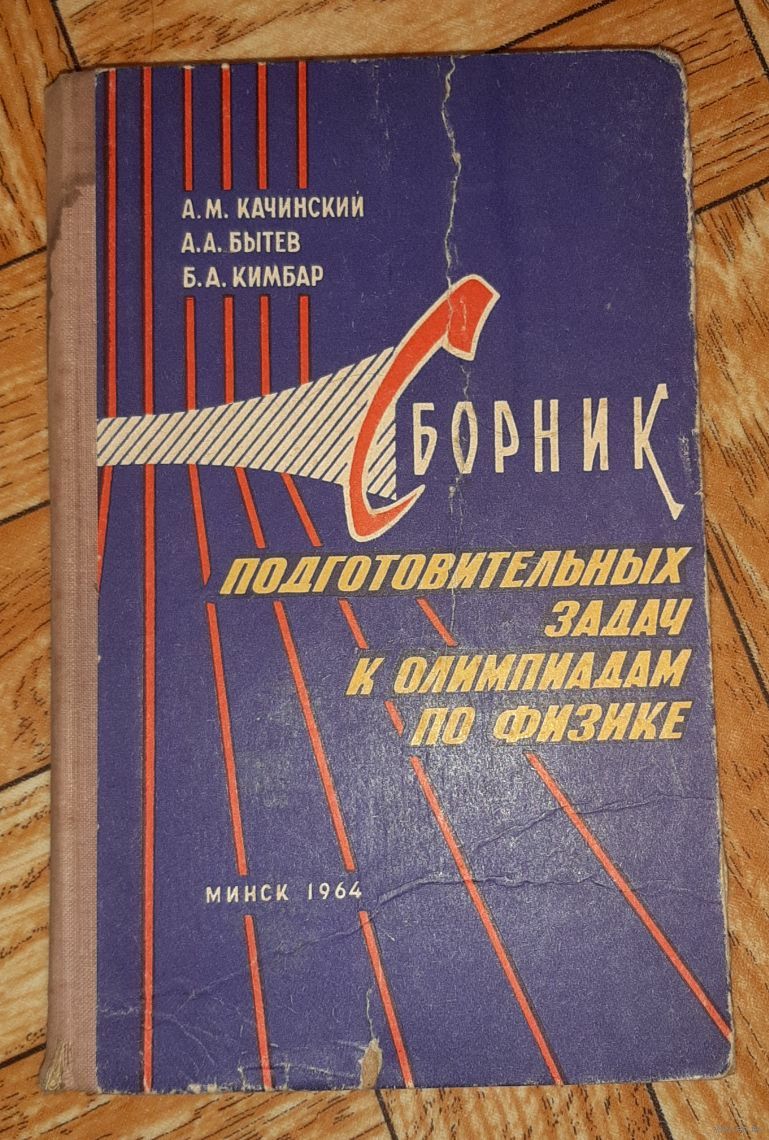 А.М. КАЧИНСКИЙ
А.А. БЫТЕВ
Б.А. КИМБАР
СБОРНИК
ПОДГОТОВИТЕЛЬНЫХ
ЗАДАЧ
К ОЛИМПИАДАМ
ПО ФИЗИКЕ
МИНСК 1964